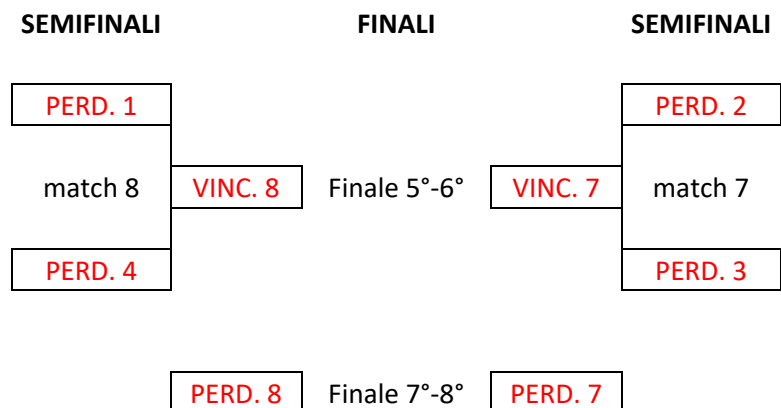 SEMIFINALI FINALI SEMIFINALI
PERD. 1 PERD. 2
match 8 VINC. 8 Finale 5°-6° VINC. 7 match 7
PERD. 4 PERD. 3
PERD. 8 Finale 7°-8° PERD. 7